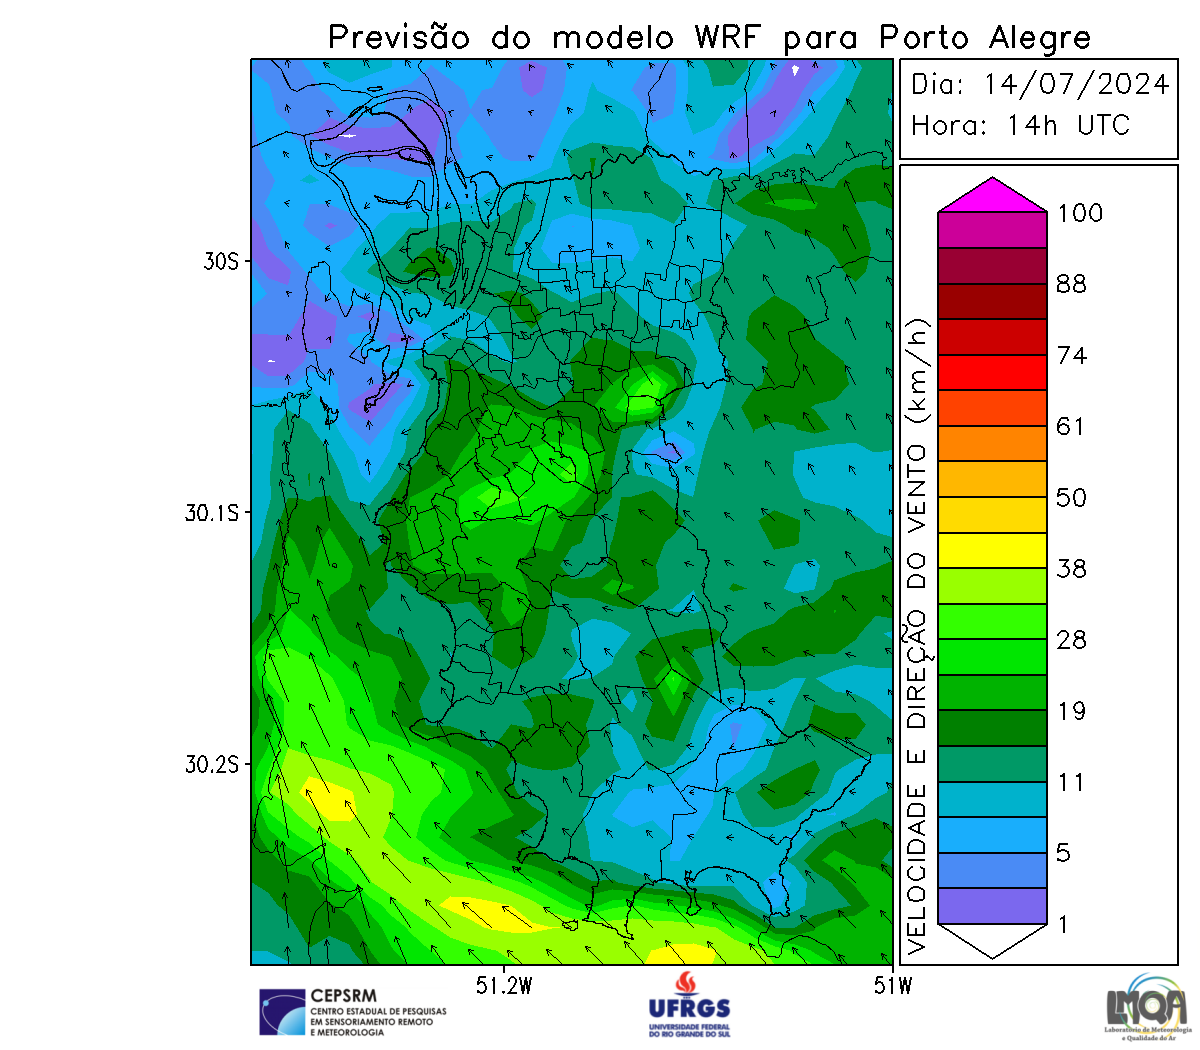 Previsão do modelo WRF para Porto Alegre
Dia: 14/07/2024
Hora: 14h UTC
30S
30.1S
30.2S
51.2W
51W
VELOCIDADE E DIREÇÃO DO VENTO (km/h)
100
88
74
61
50
38
28
19
11
5
1
CEPSRM
CENTRO ESTADUAL DE PESQUISAS
EM SENSORIAMENTO REMOTO
E METEOROLOGIA
UFRGS
UNIVERSIDADE FEDERAL
DO RIO GRANDE DO SUL
LMQA
Laboratório de Meteorologia
e Qualidade do Ar